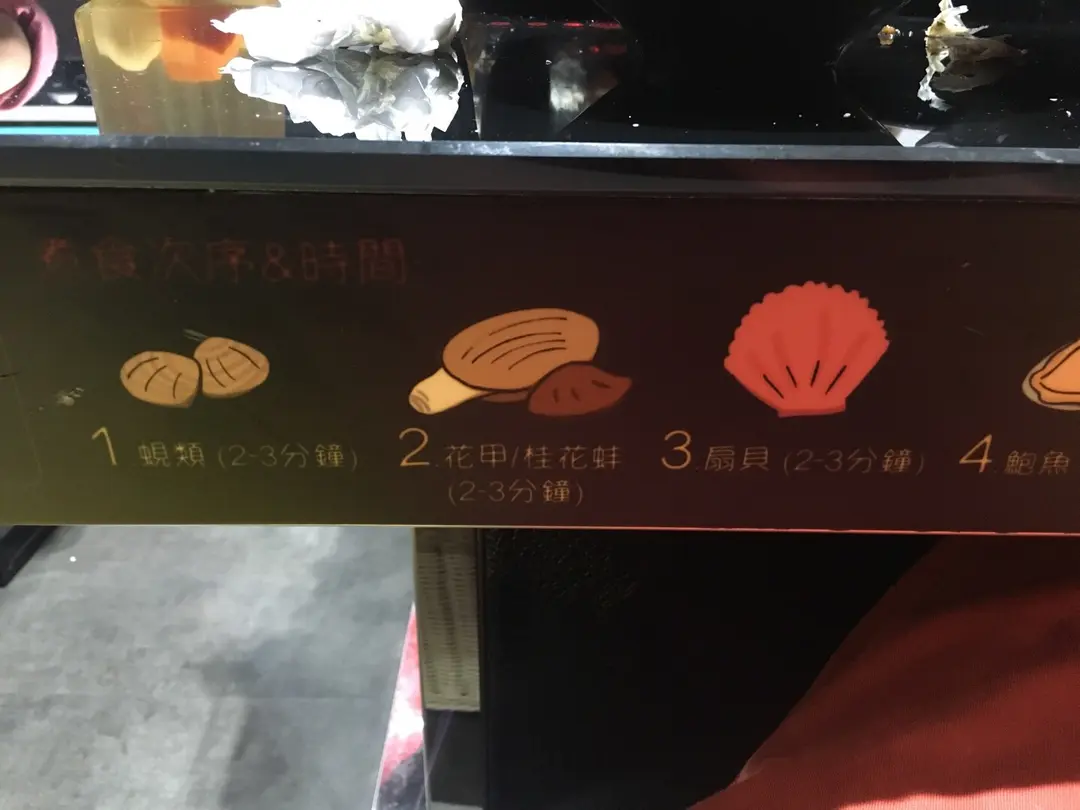 煮食次序&時間
1.蜆類 (2-3分鐘)
2.花甲/桂花蚌
(2-3分鐘)
3.扇貝 (2-3分鐘)
4.鮑魚